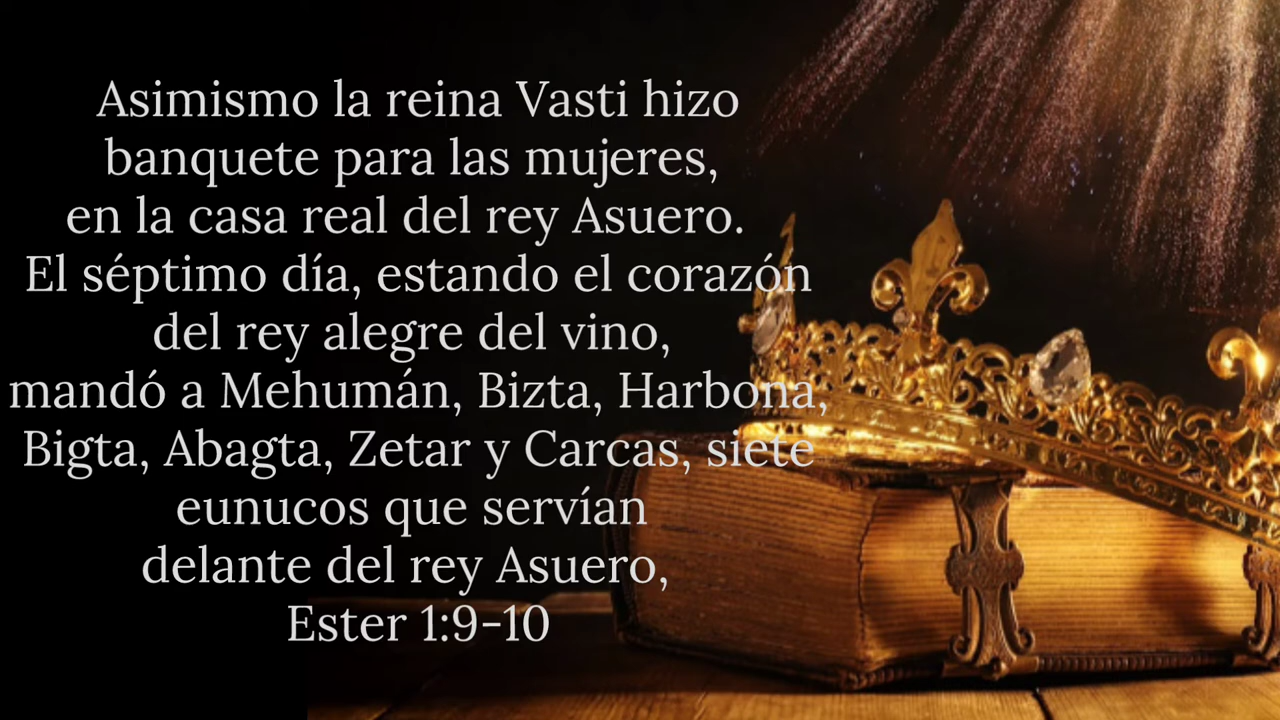 Asimismo la reina Vasti hizo
banquete para las mujeres,
en la casa real del rey Asuero.
El séptimo día, estando el corazón
del rey alegre del vino,
mandó a Mehumán, Bizta, Harbona,
Bigta, Abagta, Zetar y Carcas, siete
eunucos que servían
delante del rey Asuero,
Ester 1:9-10